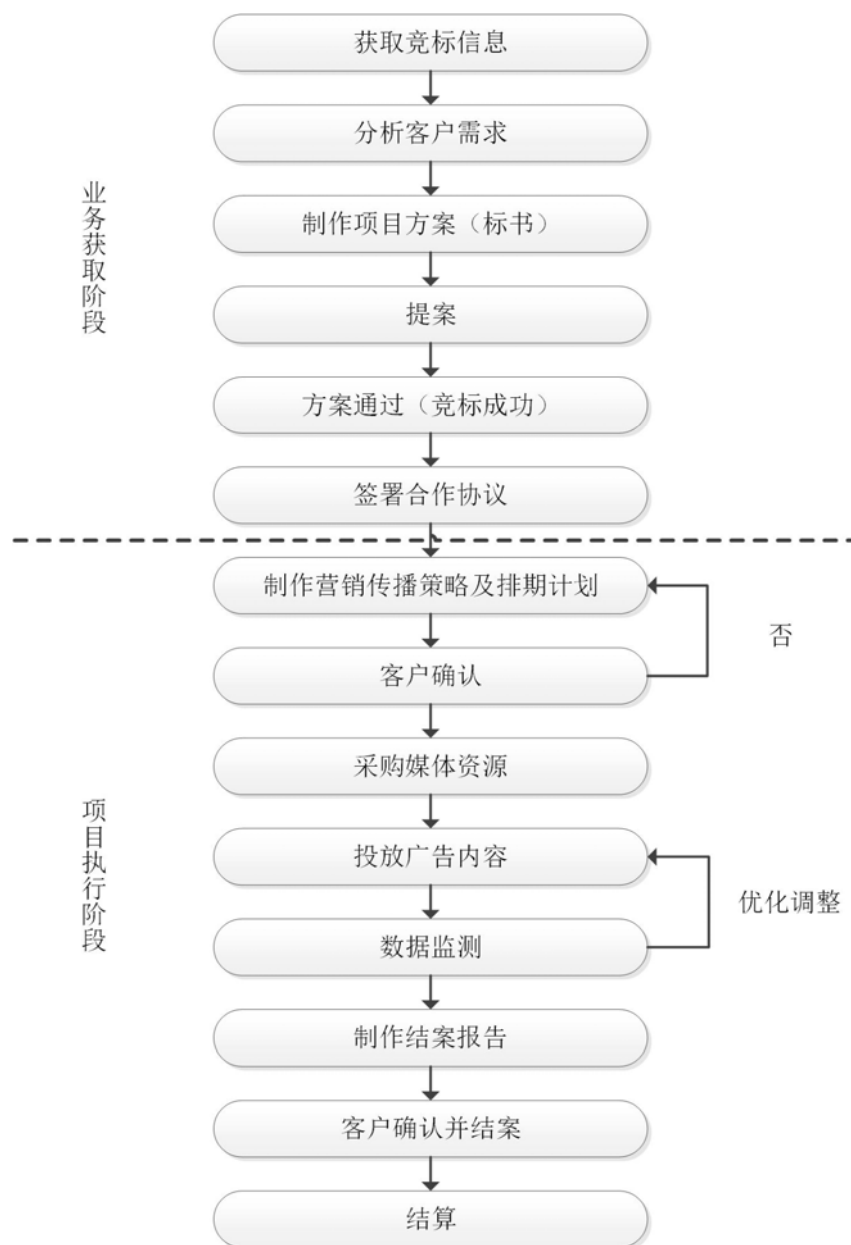 获取竞标信息
分析客户需求
业务获取阶段
制作项目方案（标书）
提案
方案通过（竞标成功）
签署合作协议
制作营销传播策略及排期计划
否
客户确认
采购媒体资源
项目执行阶段
投放广告内容
优化调整
数据监测
制作结案报告
客户确认并结案
结算